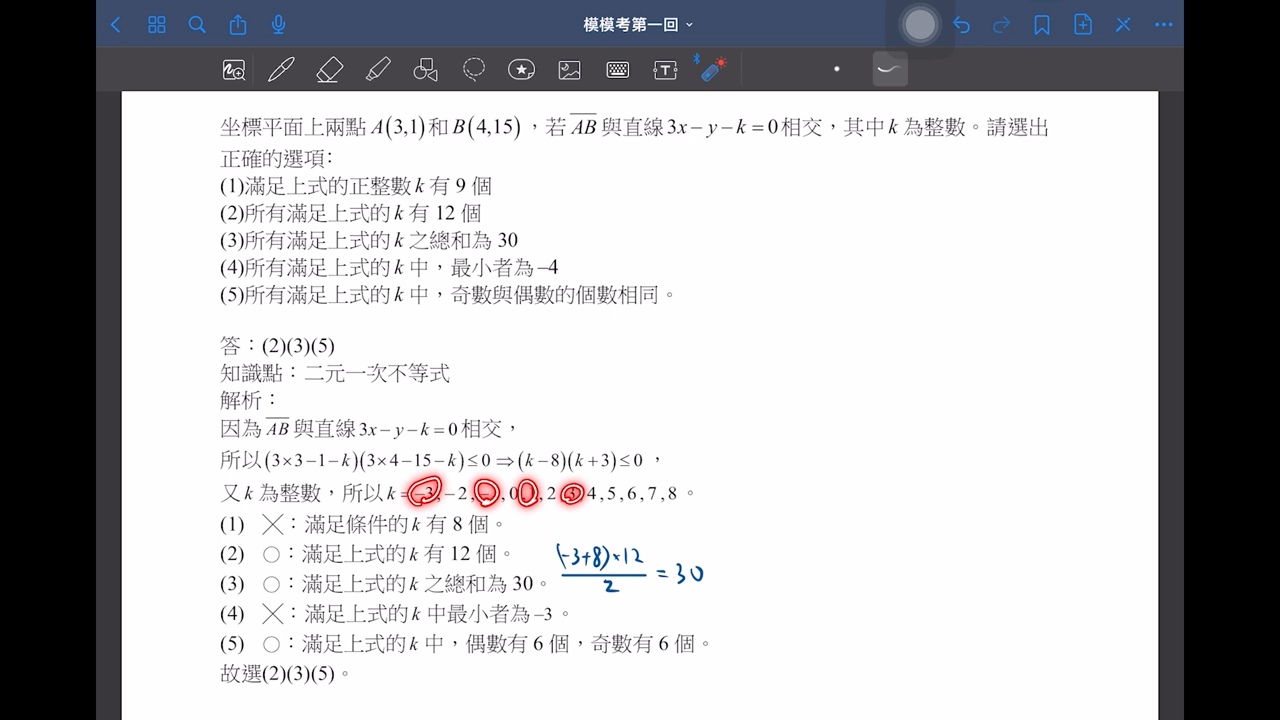 模模考第一回
坐標平面上兩點 A(3,1) 和 B(4,15),若 \overline{AB} 與直線 3x−y−k=0 相交,其中 k 為整數。請選出
正確的選項:
(1)滿足上式的正整數 k 有 9 個
(2)所有滿足上式的 k 有 12 個
(3)所有滿足上式的 k 之總和為 30
(4)所有滿足上式的 k 中,最小者為 −4
(5)所有滿足上式的 k 中,奇數與偶數的個數相同。
答:(2)(3)(5)
知識點:二元一次不等式
解析:
因為 \overline{AB} 與直線 3x−y−k=0 相交,
所以 (3×3−1−k)(3×4−15−k)≤0 ⇒ (k−8)(k+3)≤0 ,
又 k 為整數,所以 k = −3, −2, , 0, , 2 3 4, 5, 6, 7, 8 。
(1) ╳:滿足條件的 k 有 8 個。
(2) ○:滿足上式的 k 有 12 個。
(-3+8)×12
(3) ○:滿足上式的 k 之總和為 30。
2
= 30
(4) ╳:滿足上式的 k 中最小者為 −3 。
(5) ○:滿足上式的 k 中,偶數有 6 個,奇數有 6 個。
故選(2)(3)(5)。